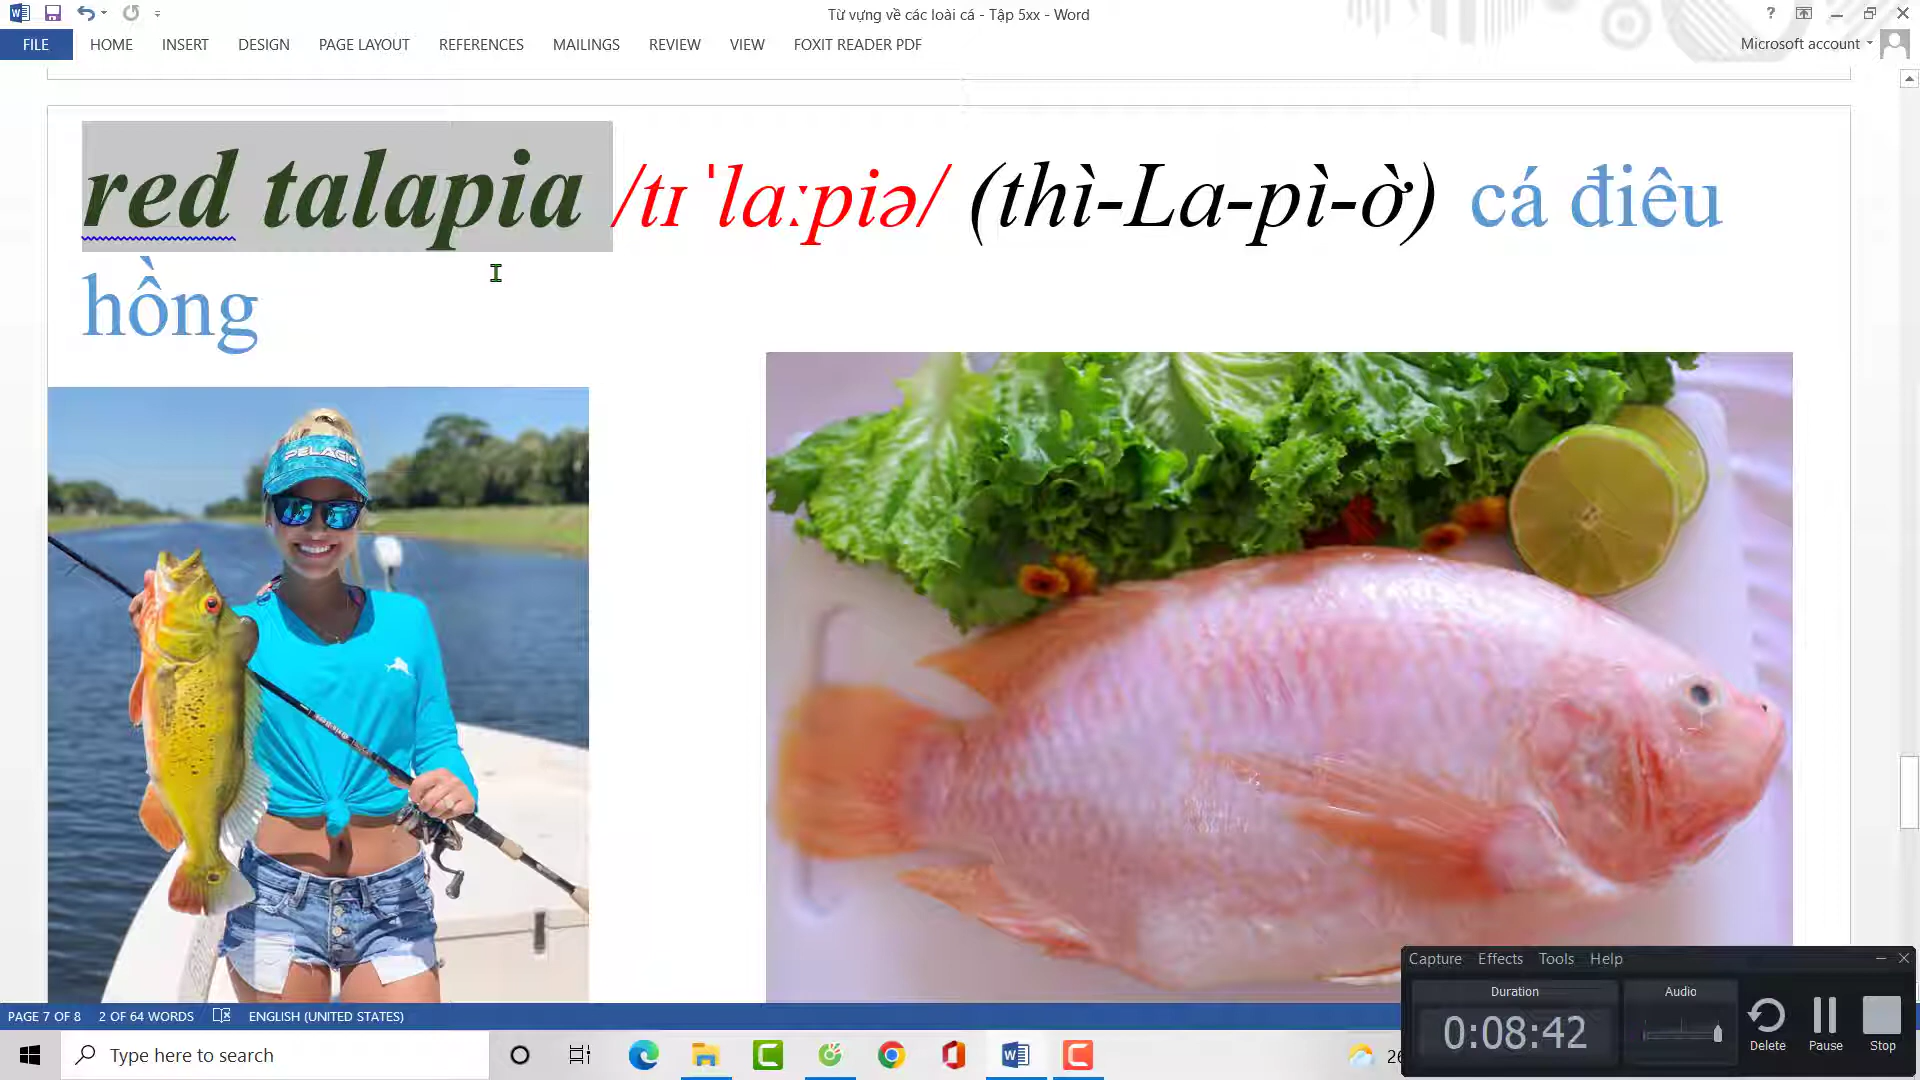 Từ vựng về các loài cá - Tập 5xx - Word
?
FILE HOME INSERT DESIGN PAGE LAYOUT REFERENCES MAILINGS REVIEW VIEW FOXIT READER PDF
Microsoft account
red talapia /tɪˈlaːpiə/ (thì-La-pì-ờ) cá điêu
hồng
PELAGIC
Capture Effects Tools Help
Duration Audio
0:08:42
Delete Pause Stop
PAGE 7 OF 8 2 OF 64 WORDS ENGLISH (UNITED STATES)
Type here to search
26